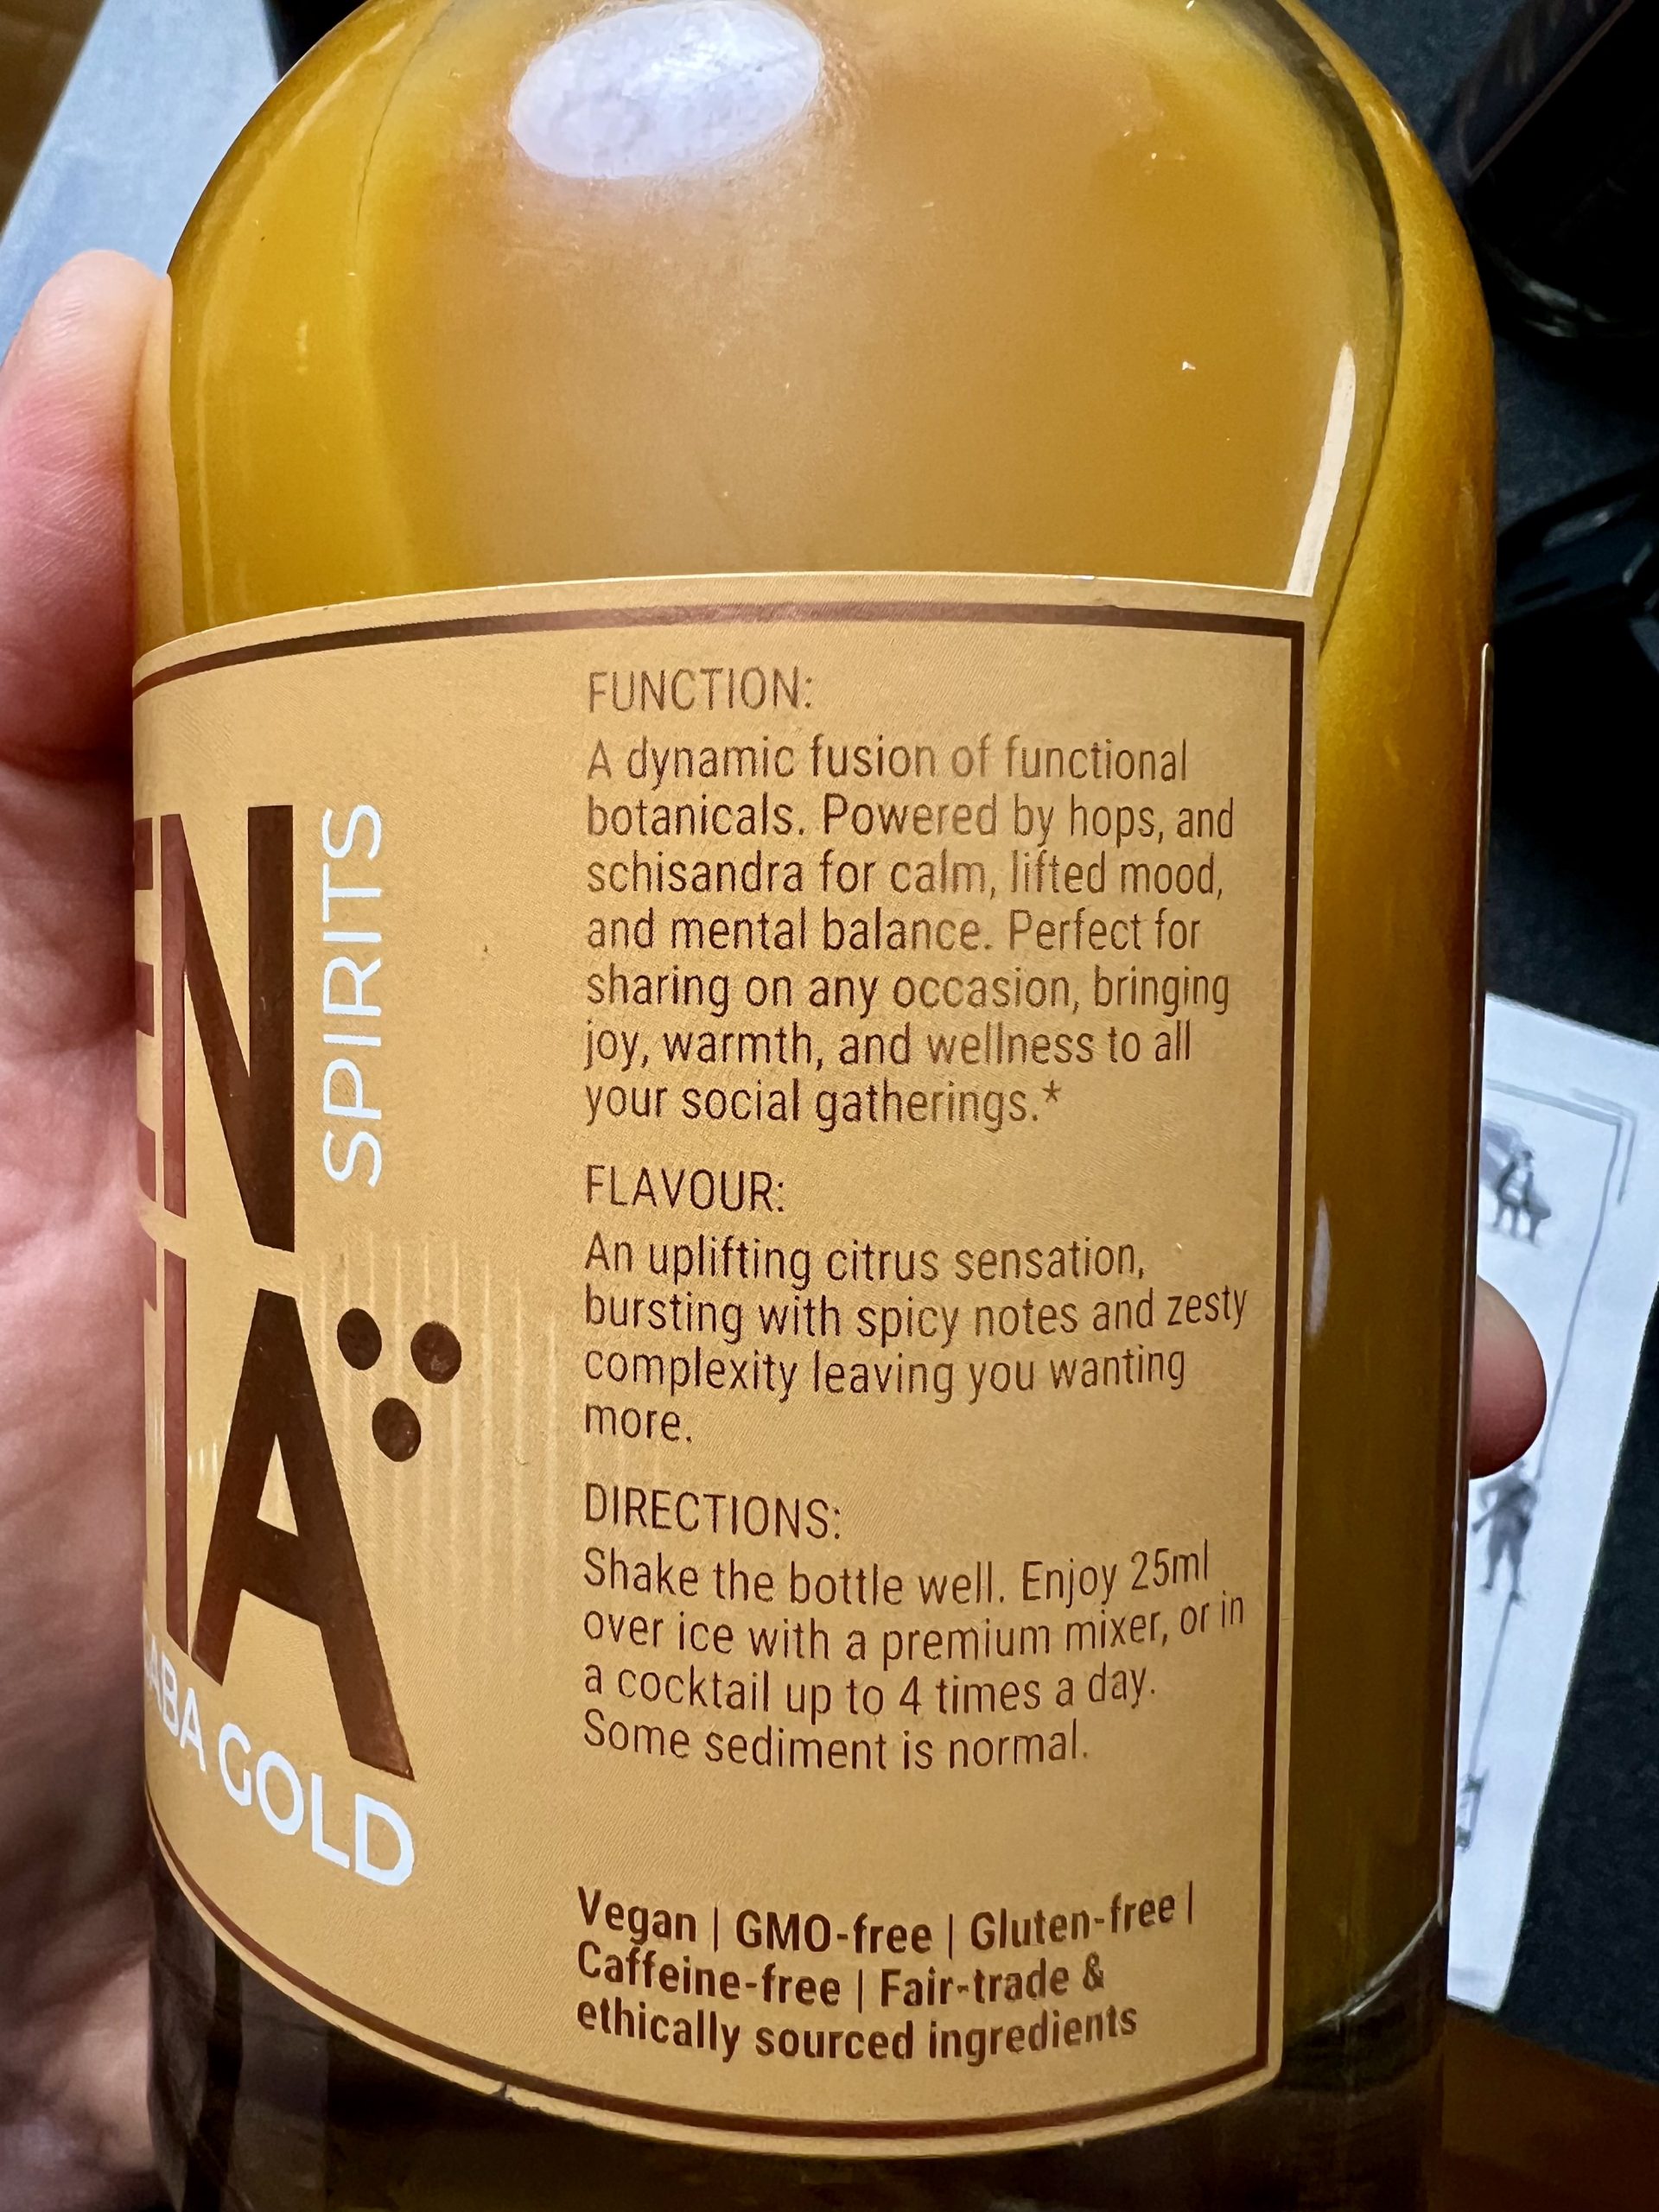 EN
SPIRITS
IA
ABA GOLD
FUNCTION:
A dynamic fusion of functional
botanicals. Powered by hops, and
schisandra for calm, lifted mood,
and mental balance. Perfect for
sharing on any occasion, bringing
joy, warmth, and wellness to all
your social gatherings.*
FLAVOUR:
An uplifting citrus sensation,
bursting with spicy notes and zesty
complexity leaving you wanting
more.
DIRECTIONS:
Shake the bottle well. Enjoy 25ml
over ice with a premium mixer, or in
a cocktail up to 4 times a day.
Some sediment is normal.
Vegan | GMO-free | Gluten-free |
Caffeine-free | Fair-trade &
ethically sourced ingredients